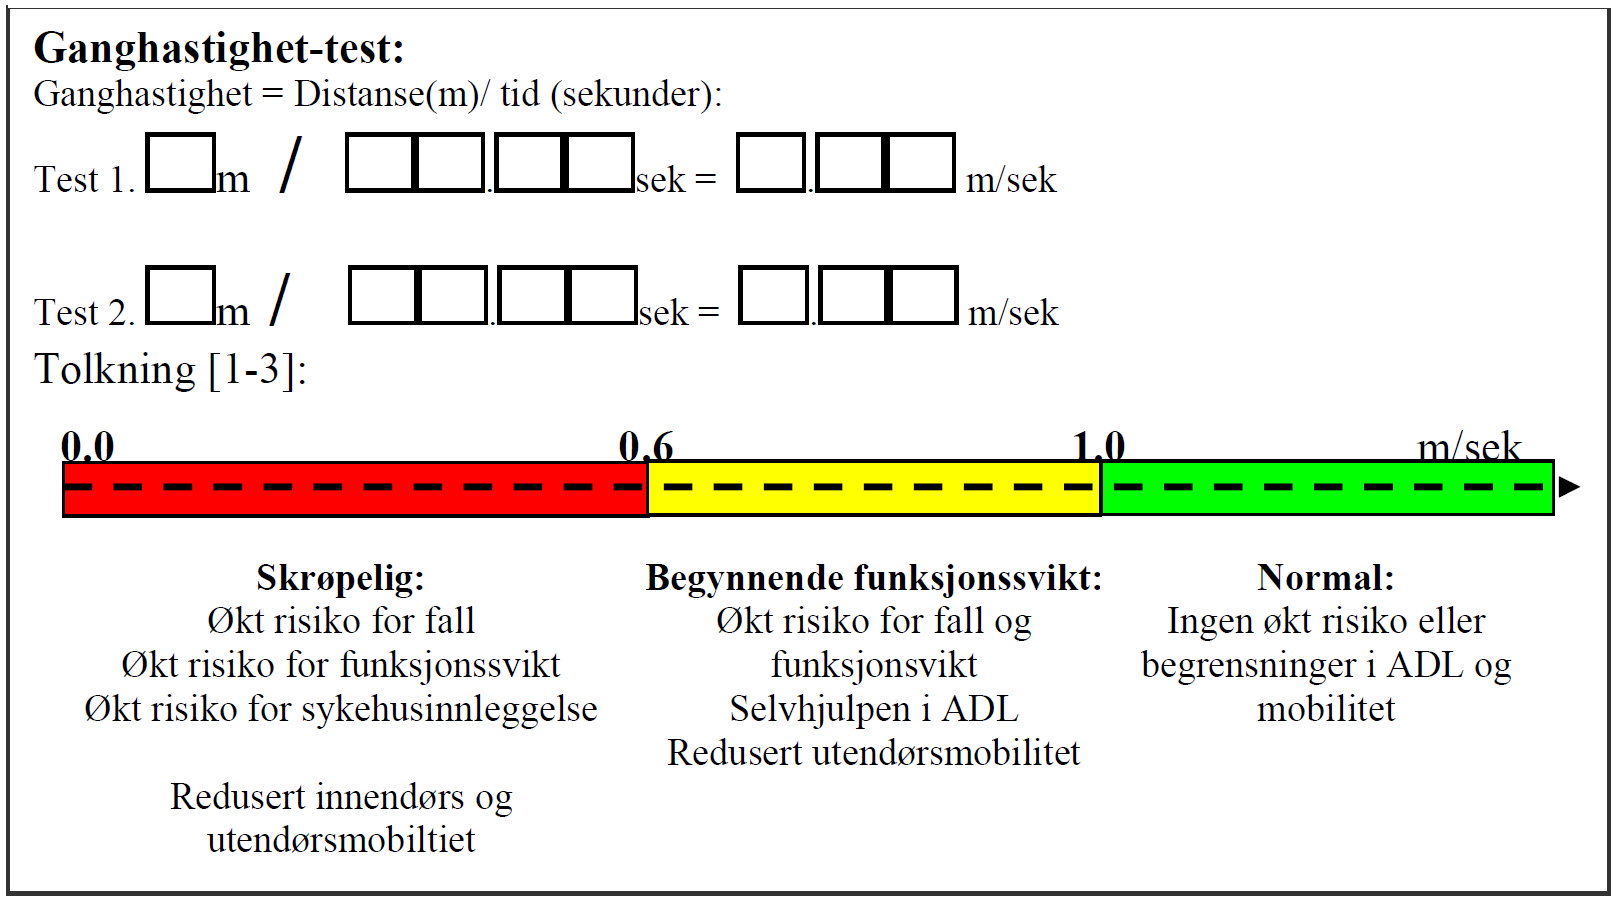 Ganghastighet-test:
Ganghastighet = Distanse(m)/ tid (sekunder):
Test 1. m / . sek = . m/sek
Test 2. m / . sek = . m/sek
Tolkning [1-3]:
0.0 0.6 1.0 m/sek
Skrøpelig:
Økt risiko for fall
Økt risiko for funksjonssvikt
Økt risiko for sykehusinnleggelse
Redusert innendørs og
utendørsmobiltiet
Begynnende funksjonssvikt:
Økt risiko for fall og
funksjonsvikt
Selvhjulpen i ADL
Redusert utendørsmobilitet
Normal:
Ingen økt risiko eller
begrensninger i ADL og
mobilitet